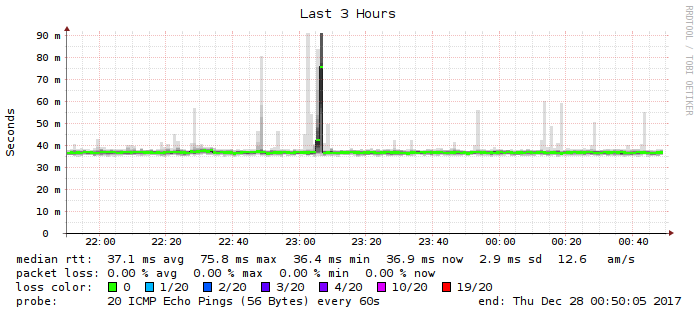 Last 3 Hours
RRDTOOL / TOBI OETIKER
Seconds
90 m
80 m
70 m
60 m
50 m
40 m
30 m
20 m
10 m
0
22:00 22:20 22:40 23:00 23:20 23:40 00:00 00:20 00:40
median rtt: 37.1 ms avg 75.8 ms max 36.4 ms min 36.9 ms now 2.9 ms sd 12.6 am/s
packet loss: 0.00 % avg 0.00 % max 0.00 % min 0.00 % now
loss color: 0 1/20 2/20 3/20 4/20 10/20 19/20
probe: 20 ICMP Echo Pings (56 Bytes) every 60s end: Thu Dec 28 00:50:05 2017